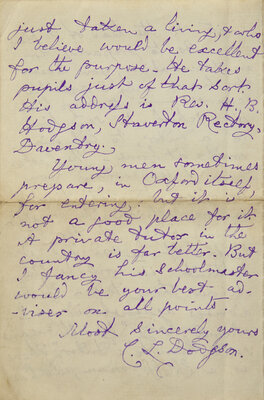 just taken a living, & who
I believe would be excellent
for the purpose. He takes
pupils just of that sort.
His address is Rev. H. B.
Hodgson, Staverton Rectory,
Daventry.
Young men sometimes
prepare, in Oxford itself,
for entering: but it is
not a good place for it
A private tutor in the
country is far better. But
I fancy his schoolmaster
would be your best ad-
-viser on all points.
Most sincerely yours
C. L. Dodgson.